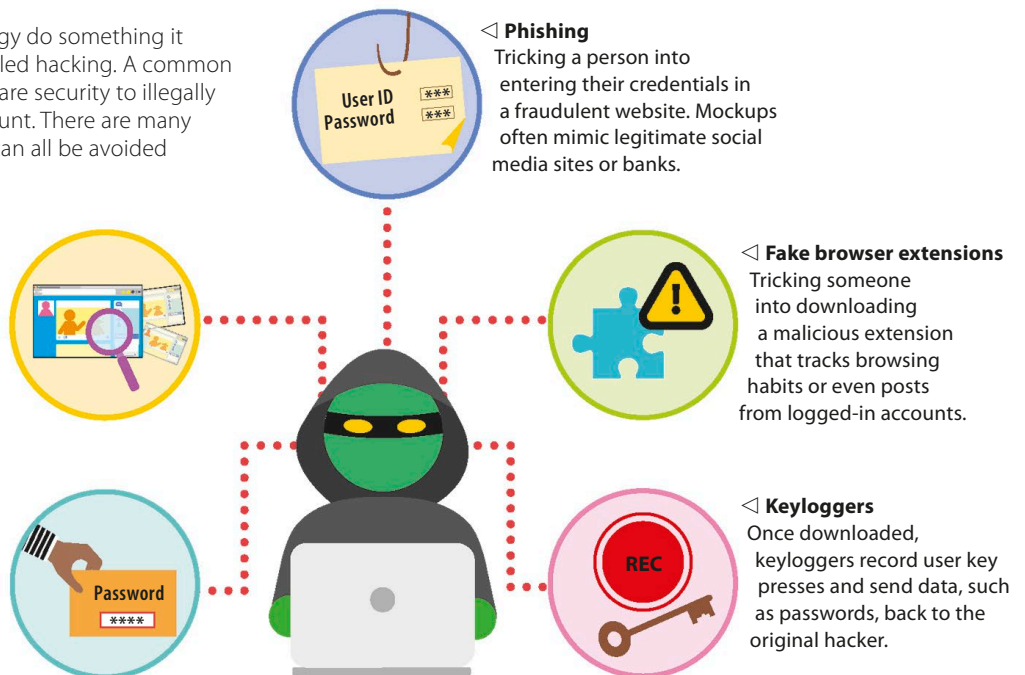 gy do something it
led hacking. A common
are security to illegally
unt. There are many
an all be avoided
User ID ***
Password ***
◁ Phishing
Tricking a person into
entering their credentials in
a fraudulent website. Mockups
often mimic legitimate social
media sites or banks.
◁ Fake browser extensions
Tricking someone
into downloading
a malicious extension
that tracks browsing
habits or even posts
from logged-in accounts.
Password
****
REC
◁ Keyloggers
Once downloaded,
keyloggers record user key
presses and send data, such
as passwords, back to the
original hacker.